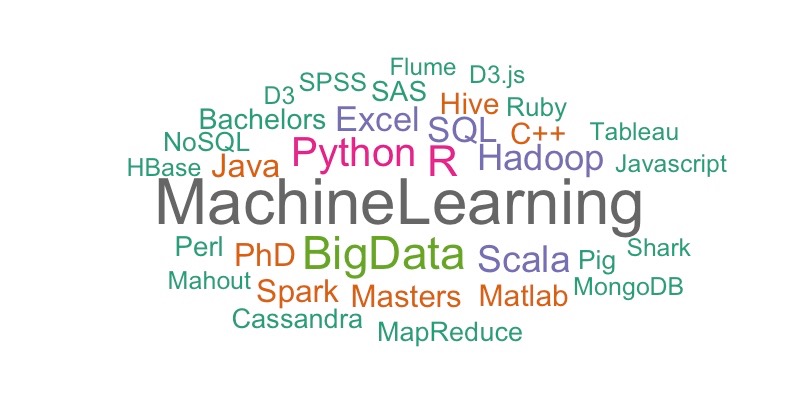 Flume
D3.js
SPSS
D3
SAS
Hive
Ruby
Bachelors
Excel
SQL
C++
Tableau
NoSQL
Python
R
Hadoop
Javascript
HBase
Java
MachineLearning
Perl
PhD
BigData
Scala
Pig
Shark
Mahout
Spark
Masters
Matlab
MongoDB
Cassandra
MapReduce